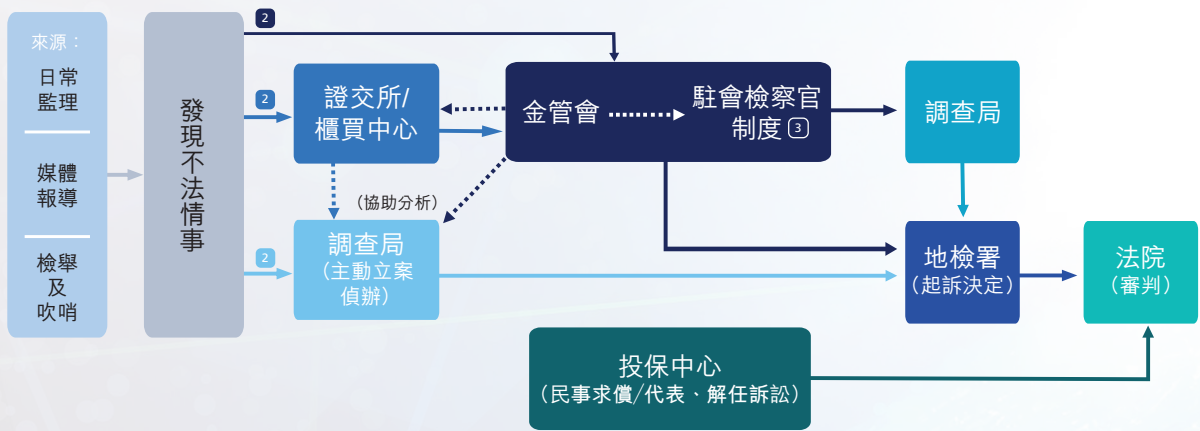 來源：
日常
監理
媒體
報導
檢舉
及
吹哨
發現不法情事
2
2
2
證交所/
櫃買中心
金管會
駐會檢察官
制度 3
調查局
（協助分析）
調查局
（主動立案
偵辦）
地檢署
（起訴決定）
法院
（審判）
投保中心
（民事求償/代表、解任訴訟）